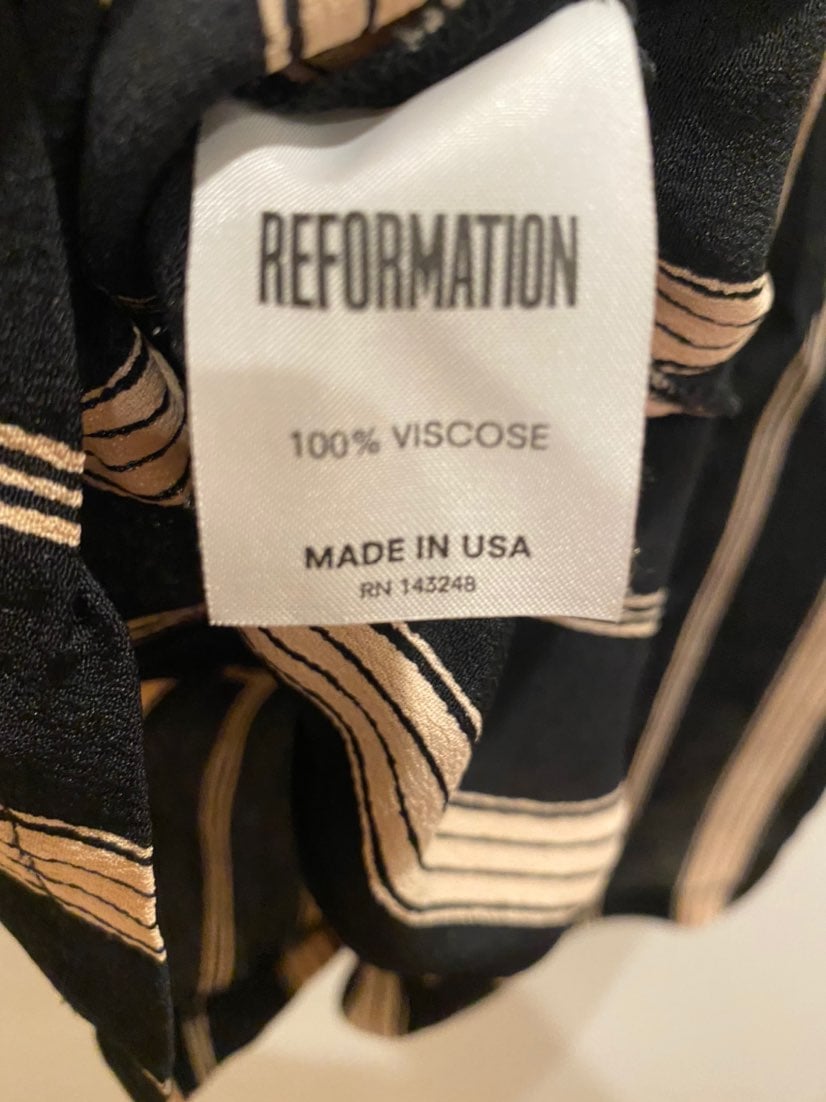 REFORMATION
100% VISCOSE
MADE IN USA
RN 143248